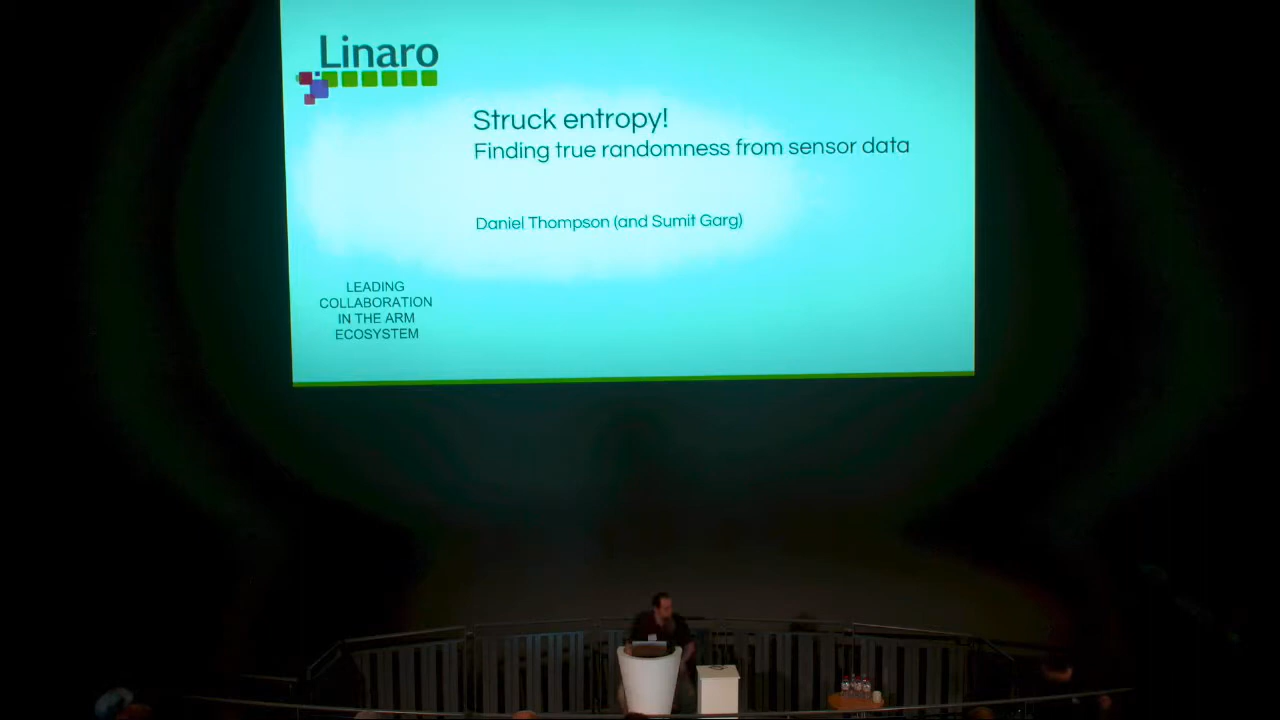 Linaro
Struck entropy!
Finding true randomness from sensor data
Daniel Thompson (and Sumit Garg)
LEADING
COLLABORATION
IN THE ARM
ECOSYSTEM